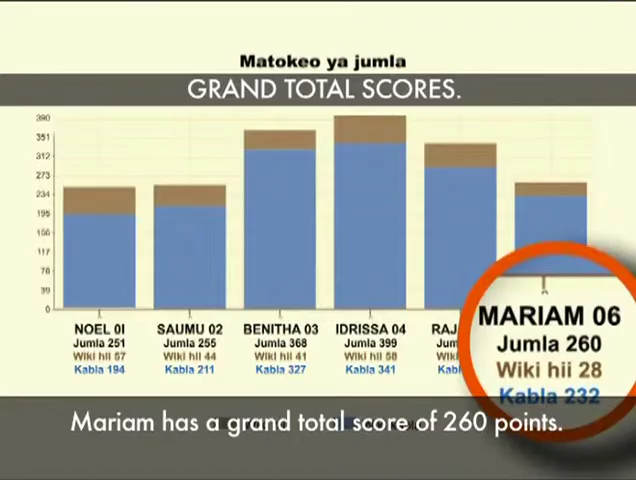 Matokeo ya jumla
GRAND TOTAL SCORES.
390
351
312
273
234
195
156
117
78
39
0
NOEL 01 SAUMU 02 BENITHA 03 IDRISSA 04 RAJ MARIAM 06
Jumla 251 Jumla 255 Jumla 368 Jumla 399 Jumla 260
Wiki hii 57 Wiki hii 44 Wiki hii 41 Wiki hii 58 Wiki hii 28
Kabla 194 Kabla 211 Kabla 327 Kabla 341 Kabla 232
Mariam has a grand total score of 260 points.